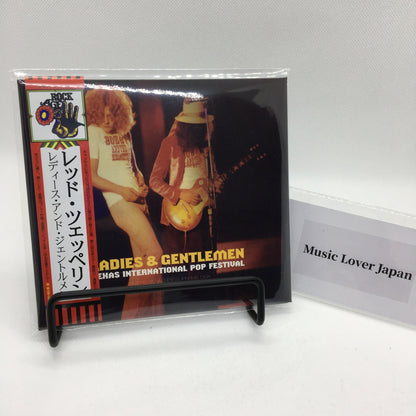 ROCK
AGE
レッド・ツェッペリン
レディース・アンド・ジェントルメ
ADIES & GENTLEMEN
EXAS INTERNATIONAL POP FESTIVAL
Music Lover Japan